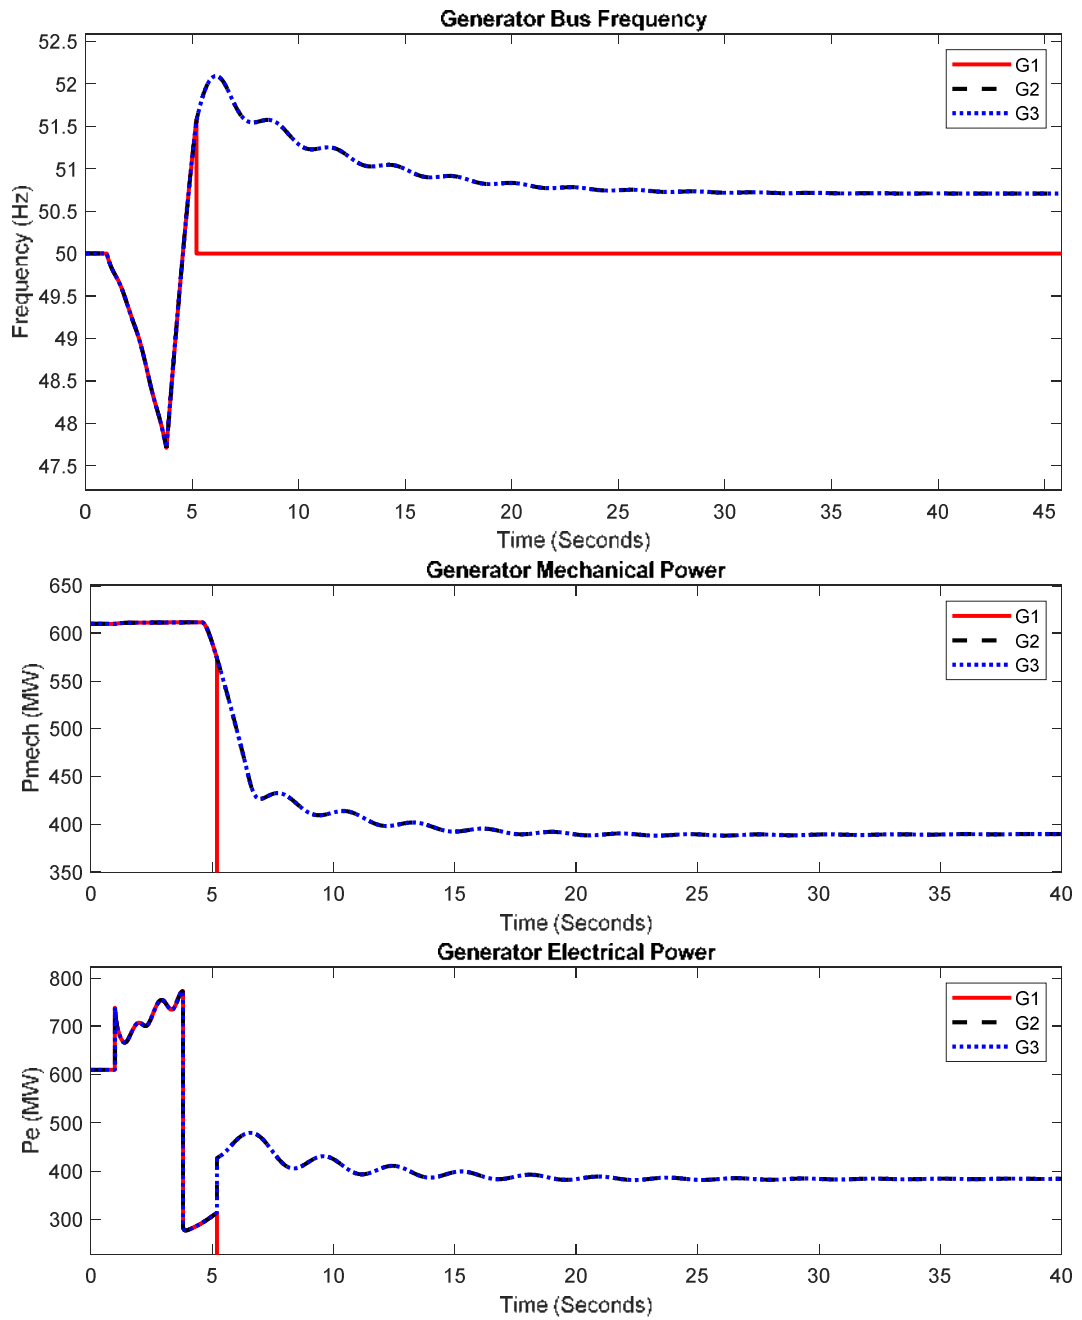 Generator Bus Frequency
52.5
52
51.5
51
50.5
50
49.5
49
48.5
48
47.5
Frequency (Hz)
G1
G2
G3
0 5 10 15 20 25 30 35 40 45
Time (Seconds)
Generator Mechanical Power
650
600
550
500
450
400
350
Pmech (MW)
G1
G2
G3
0 5 10 15 20 25 30 35 40
Time (Seconds)
Generator Electrical Power
800
700
600
500
400
300
Pe (MW)
G1
G2
G3
0 5 10 15 20 25 30 35 40
Time (Seconds)